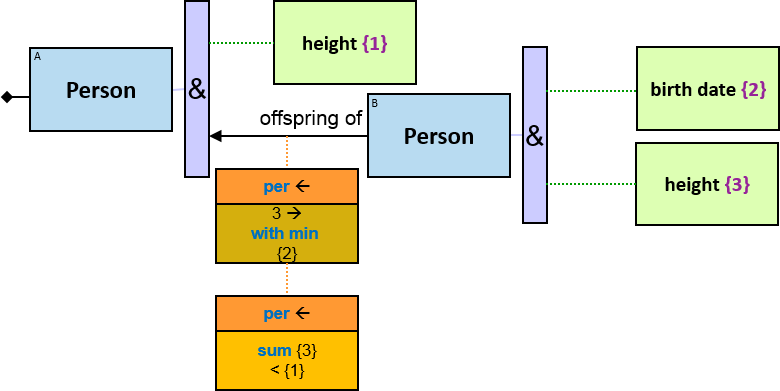 A
Person
&
height {1}
offspring of
B
Person
&
birth date {2}
height {3}
per ←
3 →
with min
{2}
per ←
sum {3}
< {1}